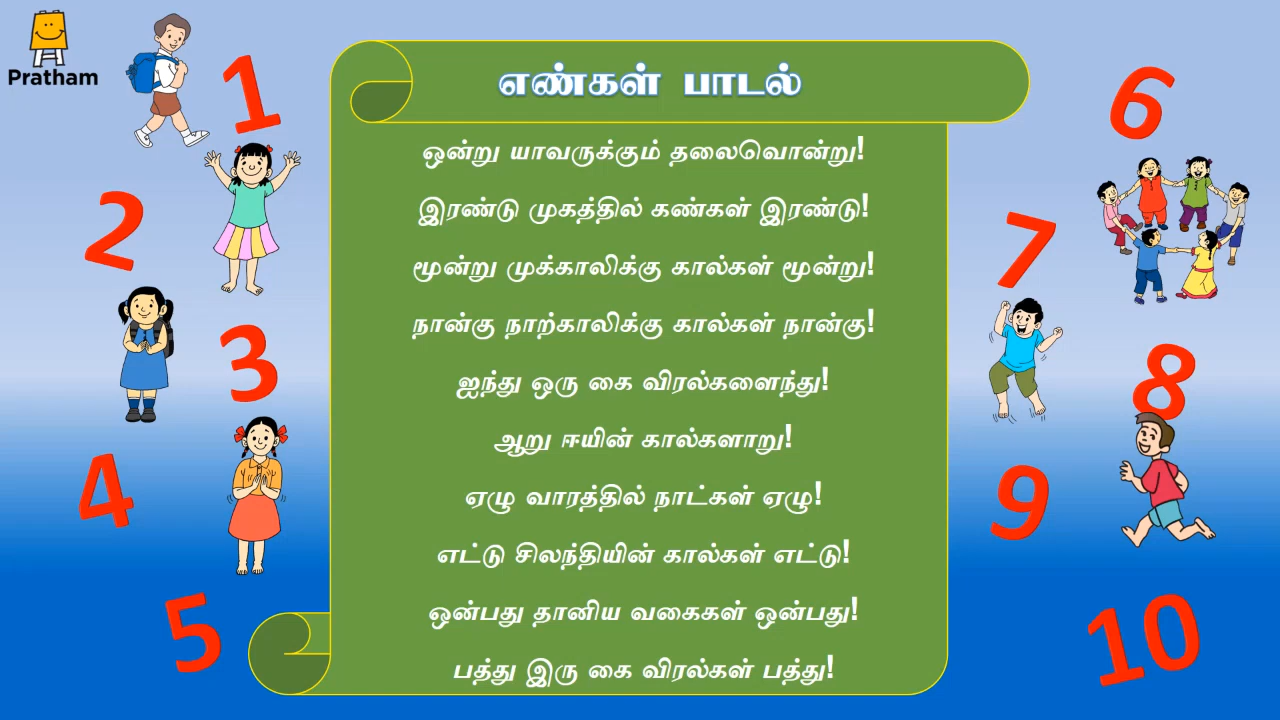 Pratham
எண்கள் பாடல்
ஒன்று யாவருக்கும் தலைவொன்று!
இரண்டு முகத்தில் கண்கள் இரண்டு!
மூன்று முக்காலிக்கு கால்கள் மூன்று!
நான்கு நாற்காலிக்கு கால்கள் நான்கு!
ஐந்து ஒரு கை விரல்களைந்து!
ஆறு ஈயின் கால்களாறு!
ஏழு வாரத்தில் நாட்கள் ஏழு!
எட்டு சிலந்தியின் கால்கள் எட்டு!
ஒன்பது தானிய வகைகள் ஒன்பது!
பத்து இரு கை விரல்கள் பத்து!
1
2
3
4
5
6
7
8
9
10